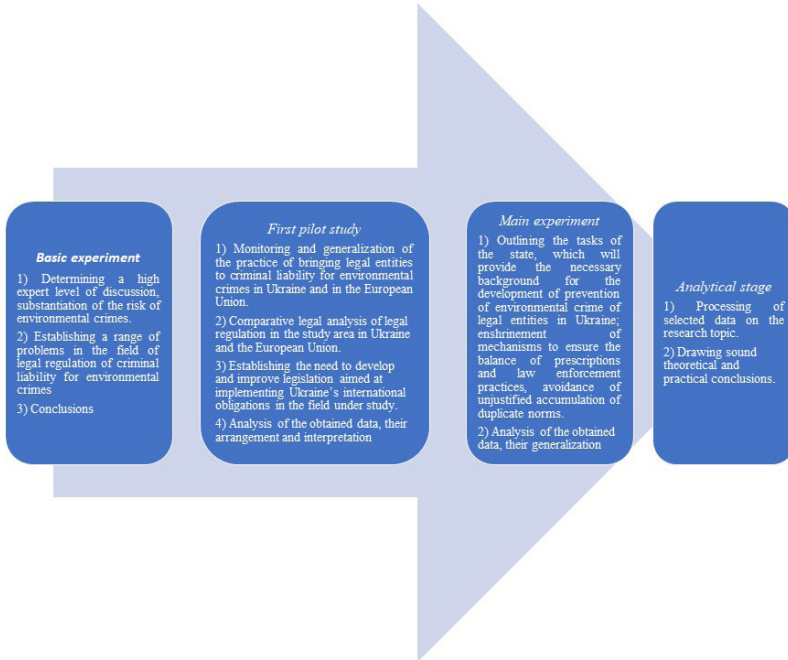 Basic experiment
1) Determining a high
expert level of discussion,
substantiation of the risk of
environmental crimes.
2) Establishing a range of
problems in the field of
legal regulation of criminal
liability for environmental
crimes
3) Conclusions
First pilot study
1) Monitoring and generalization of
the practice of bringing legal entities
to criminal liability for environmental
crimes in Ukraine and in the European
Union.
2) Comparative legal analysis of legal
regulation in the study area in Ukraine
and the European Union.
3) Establishing the need to develop
and improve legislation aimed at
implementing Ukraine's international
obligations in the field under study.
4) Analysis of the obtained data, their
arrangement and interpretation
Main experiment
1) Outlining the tasks of
the state, which will
provide the necessary
background for the
development of prevention
of environmental crime of
legal entities in Ukraine;
enshrinement of
mechanisms to ensure the
balance of prescriptions
and law enforcement
practices, avoidance of
unjustified accumulation of
duplicate norms.
2) Analysis of the obtained
data, their generalization
Analytical stage
1) Processing of
selected data on the
research topic.
2) Drawing sound
theoretical and
practical conclusions.